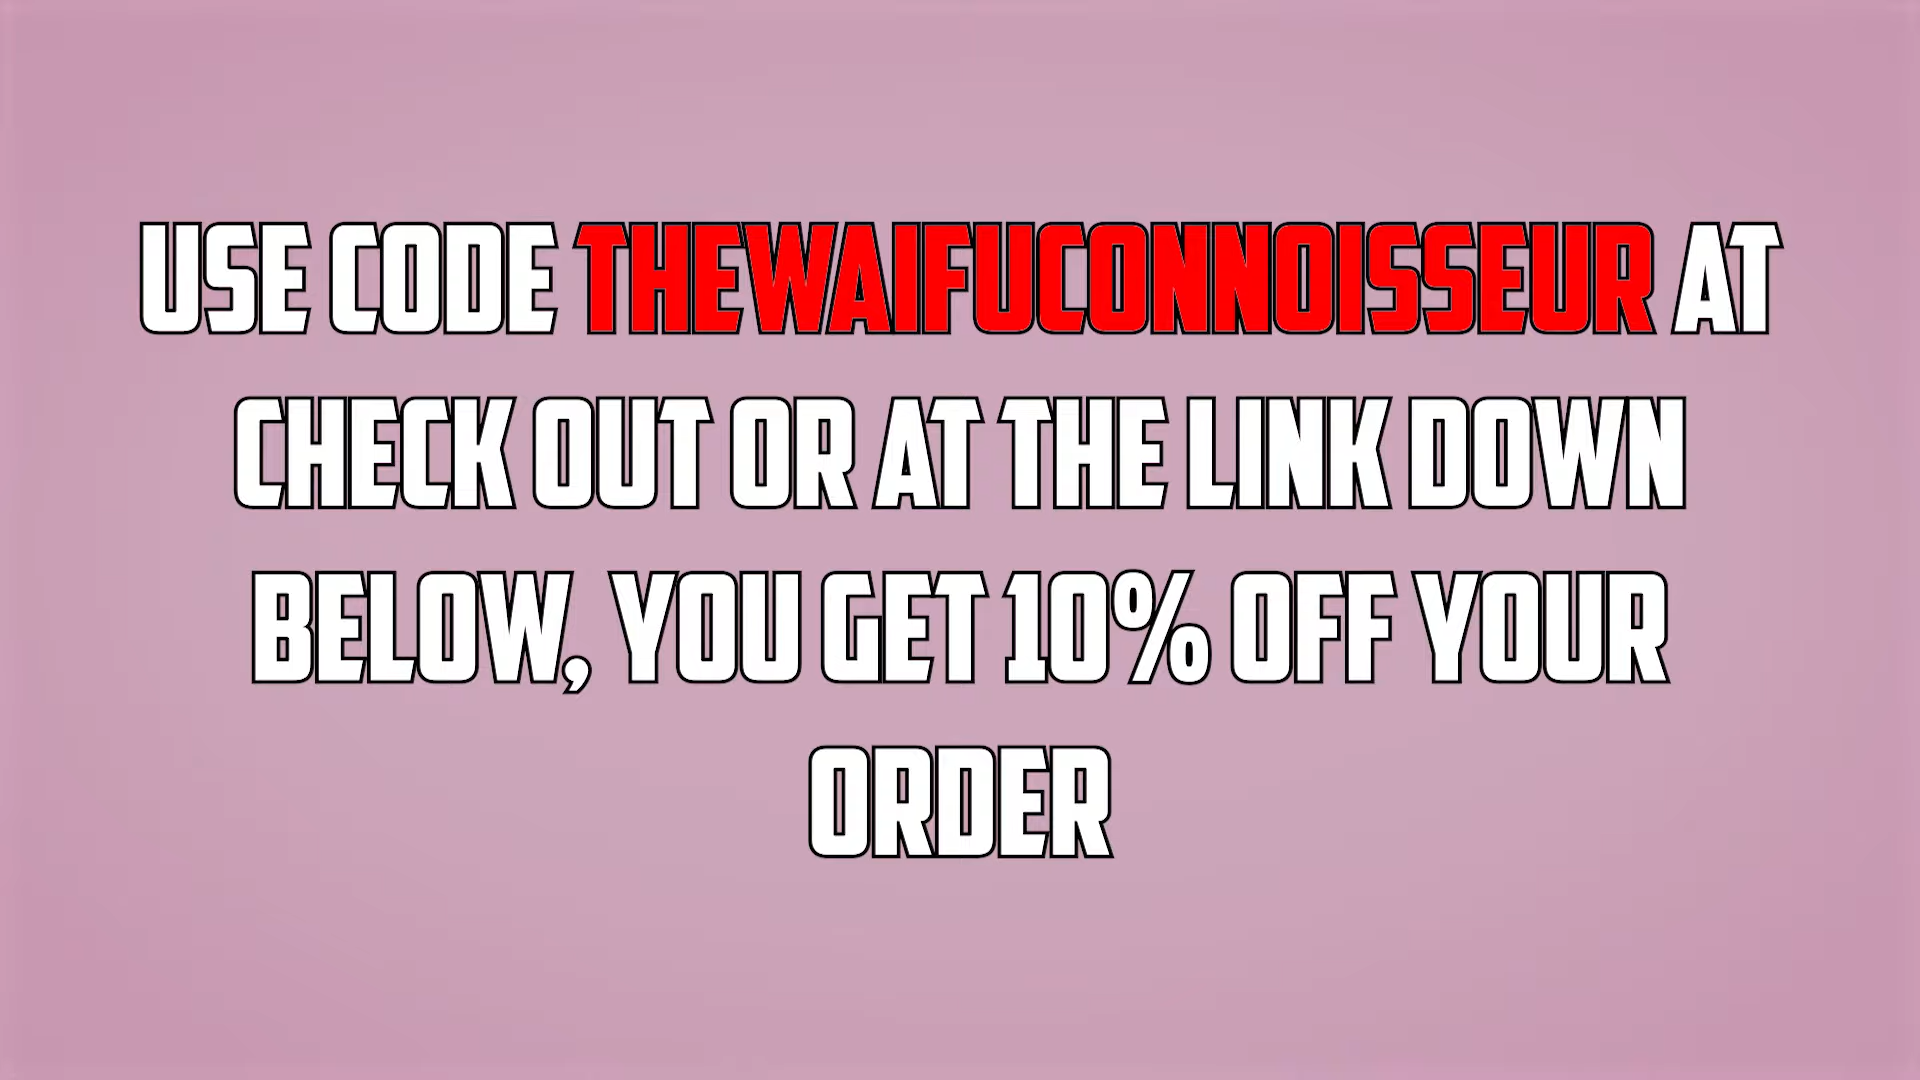 USE CODE THEWAIFUCONNOISSEUR AT
CHECK OUT OR AT THE LINK DOWN
BELOW, YOU GET 10% OFF YOUR
ORDER